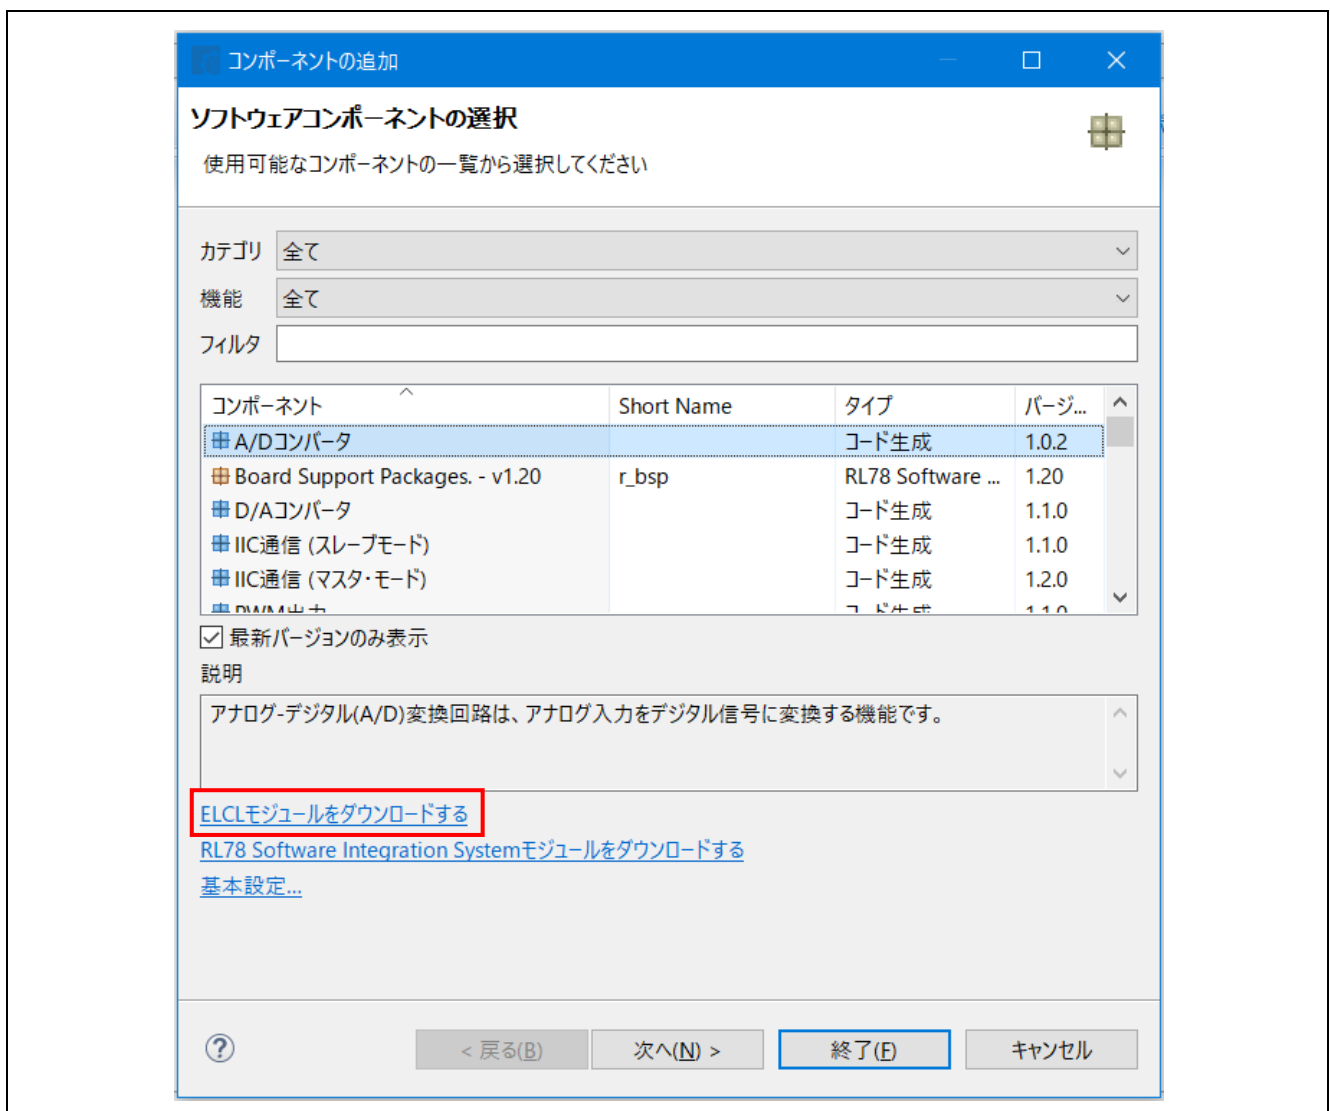 コンポーネントの追加
ソフトウェアコンポーネントの選択
使用可能なコンポーネントの一覧から選択してください
カテゴリ 全て
機能 全て
フィルタ
コンポーネント Short Name タイプ バージ...
A/Dコンバータ コード生成 1.0.2
Board Support Packages. - v1.20 r_bsp RL78 Software ... 1.20
D/Aコンバータ コード生成 1.1.0
IIC通信 (スレーブモード) コード生成 1.1.0
IIC通信 (マスタ・モード) コード生成 1.2.0
PWM出力 コード生成 1.1.0
最新バージョンのみ表示
説明
アナログ-デジタル(A/D)変換回路は、アナログ入力をデジタル信号に変換する機能です。
ELCLモジュールをダウンロードする
RL78 Software Integration Systemモジュールをダウンロードする
基本設定...
< 戻る(B) 次へ(N) > 終了(F) キャンセル